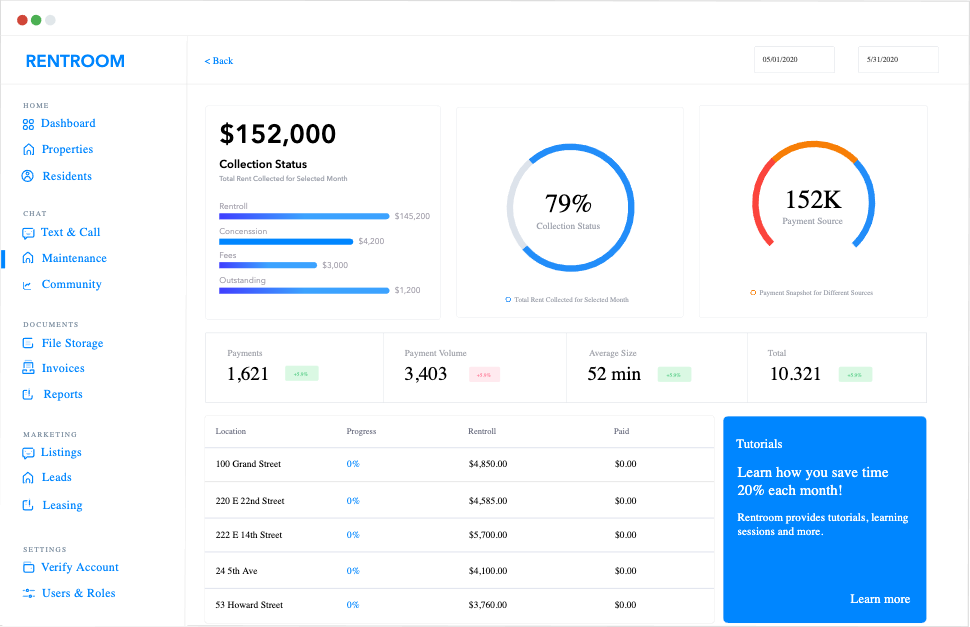 RENTROOM
< Back
05/01/2020
5/31/2020
HOME
Dashboard
Properties
Residents
CHAT
Text & Call
Maintenance
Community
DOCUMENTS
File Storage
Invoices
Reports
MARKETING
Listings
Leads
Leasing
SETTINGS
Verify Account
Users & Roles
$152,000
Collection Status
Total Rent Collected for Selected Month
Rentroll
$145,200
Concenssion
$4,200
Fees
$3,000
Outstanding
$1,200
79%
Collection Status
Total Rent Collected for Selected Month
152K
Payment Source
Payment Snapshot for Different Sources
Payments
1,621
Payment Volume
3,403
Average Size
52 min
Total
10.321
Location Progress Rentroll Paid
100 Grand Street 0% $4,850.00 $0.00
220 E 22nd Street 0% $4,585.00 $0.00
222 E 14th Street 0% $5,700.00 $0.00
24 5th Ave 0% $4,100.00 $0.00
53 Howard Street 0% $3,760.00 $0.00
Tutorials
Learn how you save time
20% each month!
Rentroom provides tutorials, learning
sessions and more.
Learn more